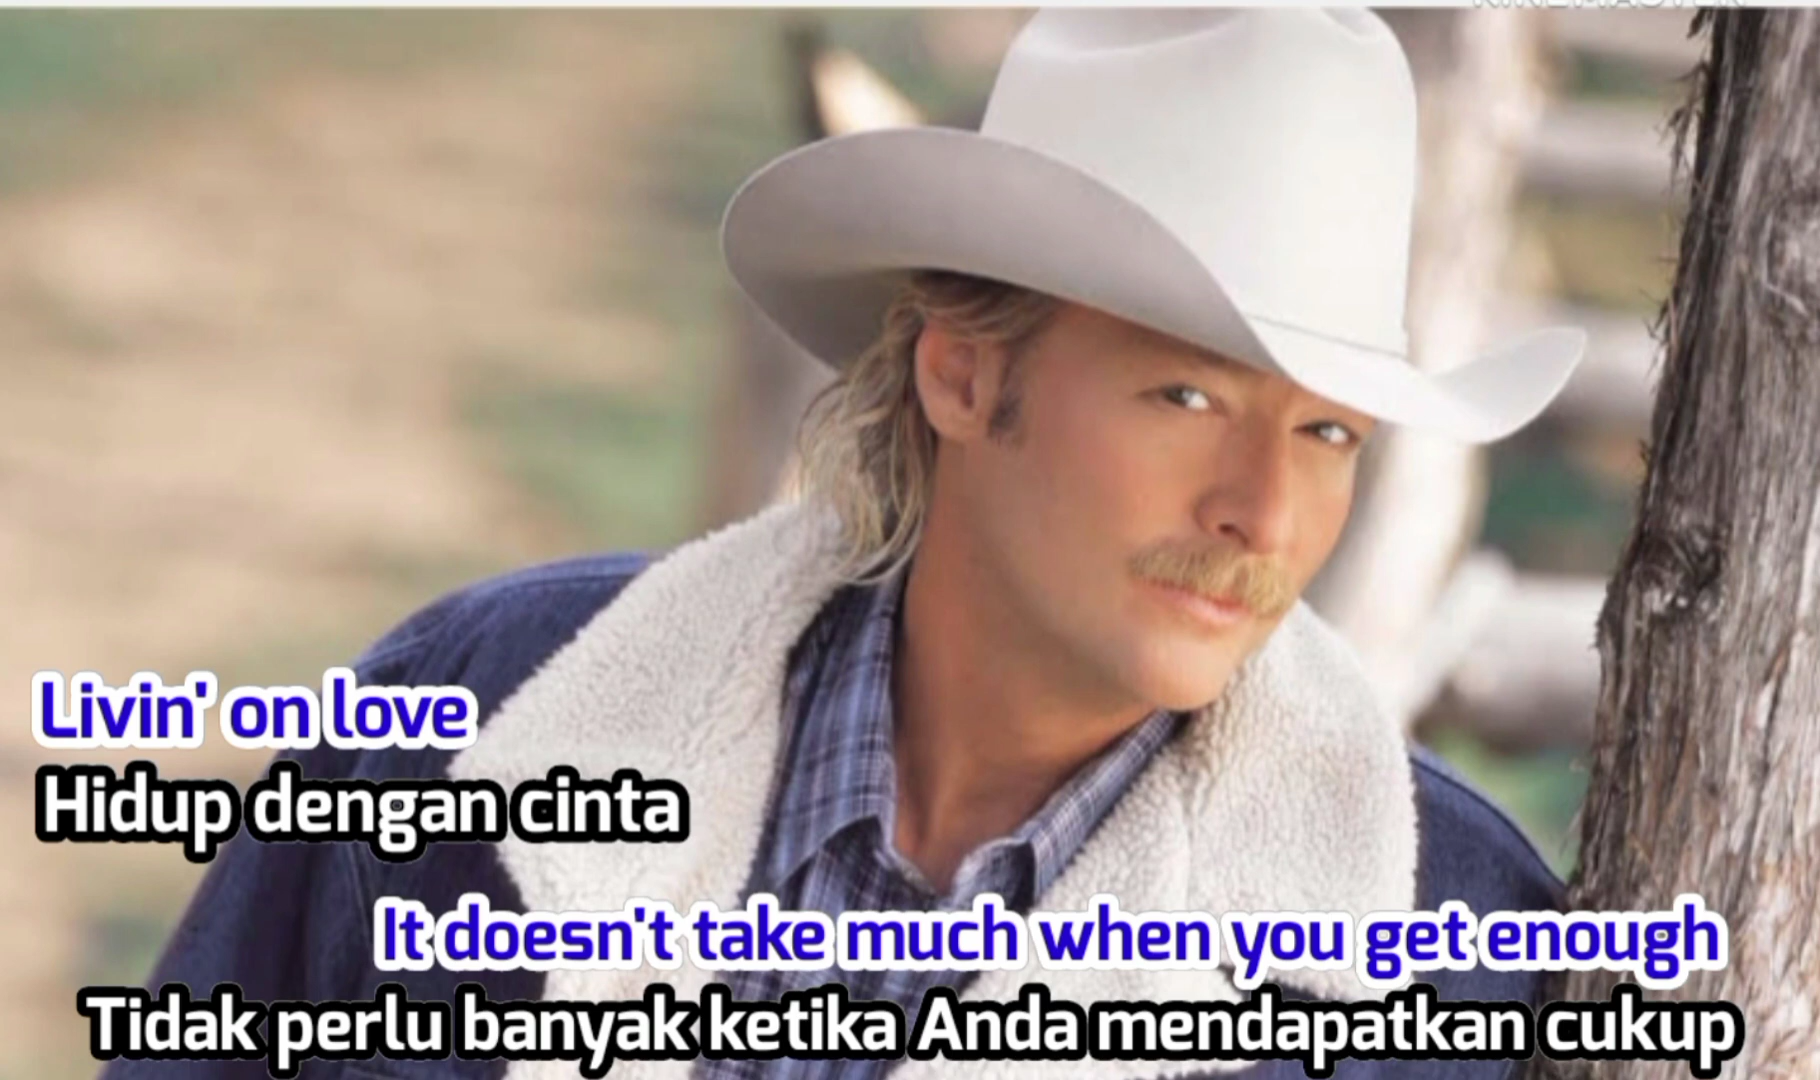 KINEMASTER
Livin' on love
Hidup dengan cinta
It doesn't take much when you get enough
Tidak perlu banyak ketika Anda mendapatkan cukup